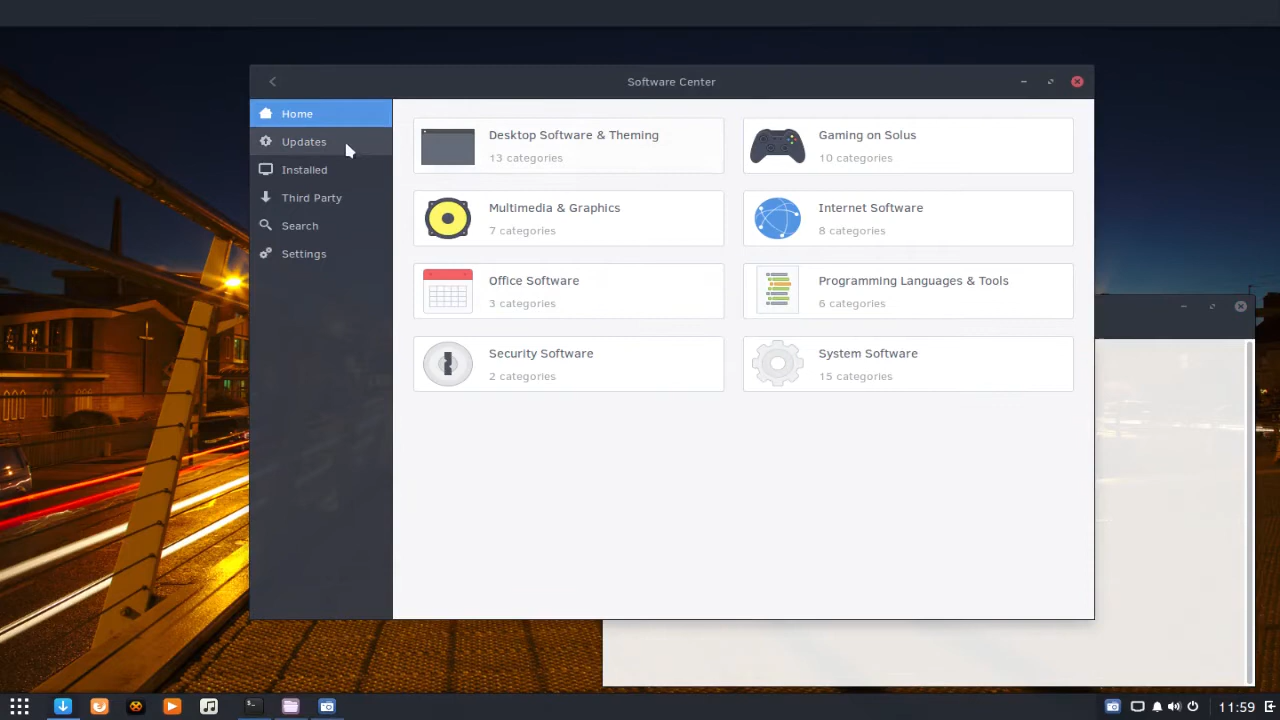 Software Center
Home
Updates
Installed
Third Party
Search
Settings
Desktop Software & Theming
13 categories
Gaming on Solus
10 categories
Multimedia & Graphics
7 categories
Internet Software
8 categories
Office Software
3 categories
Programming Languages & Tools
6 categories
Security Software
2 categories
System Software
15 categories
11:59